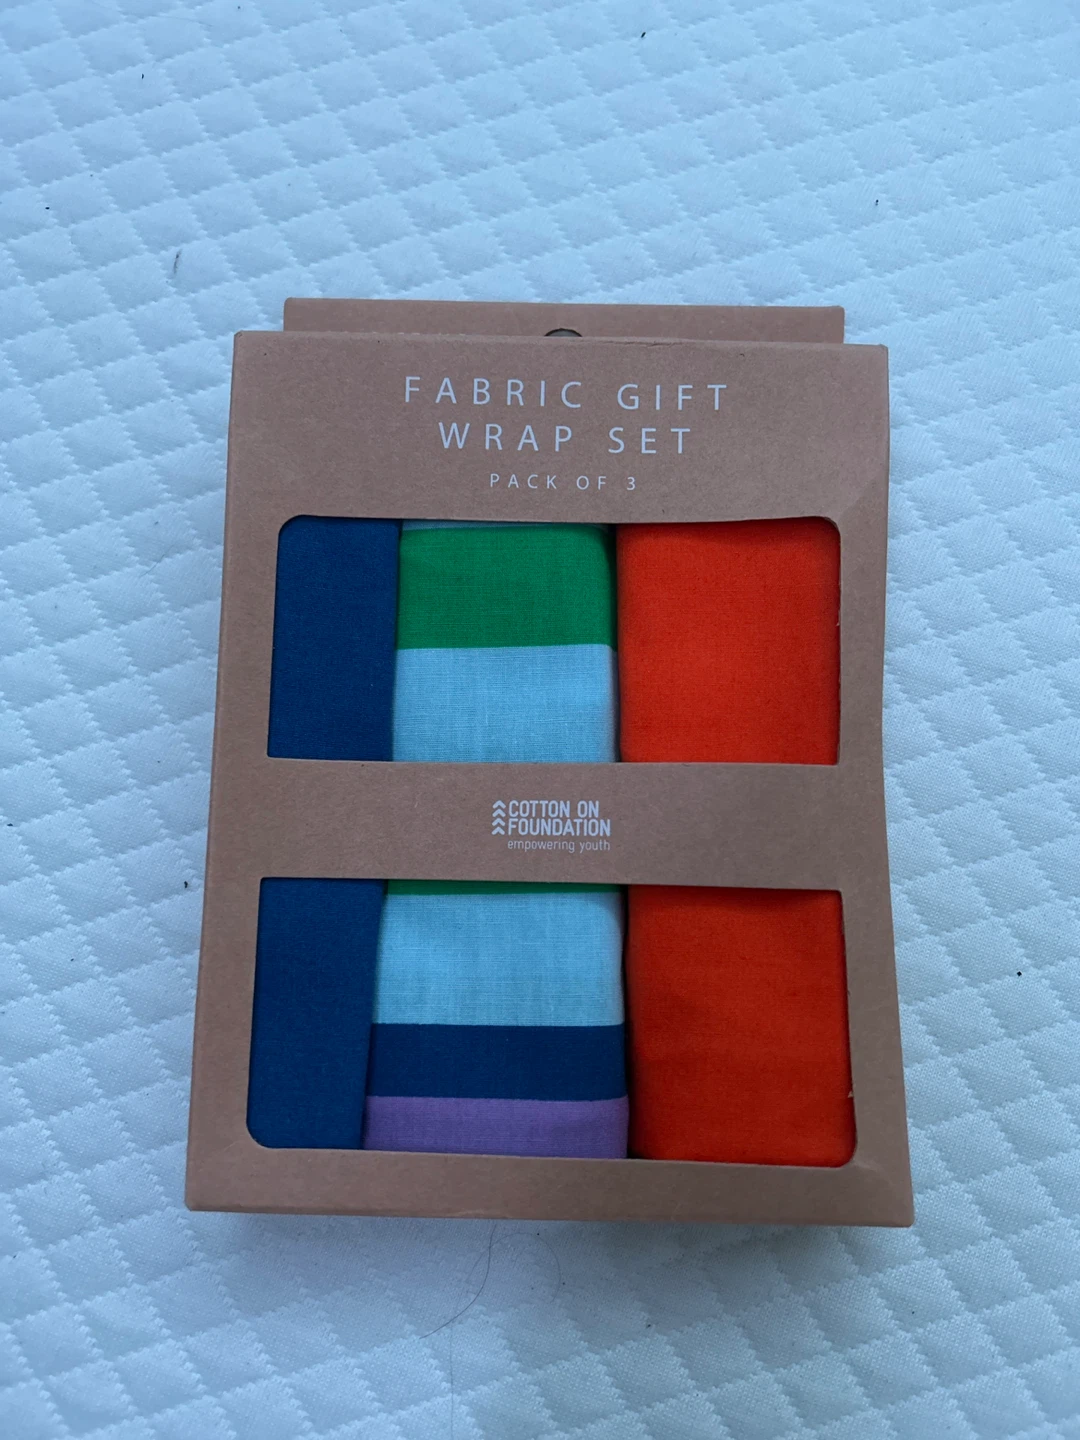 FABRIC GIFT
WRAP SET
PACK OF 3
COTTON ON
FOUNDATION
empowering youth